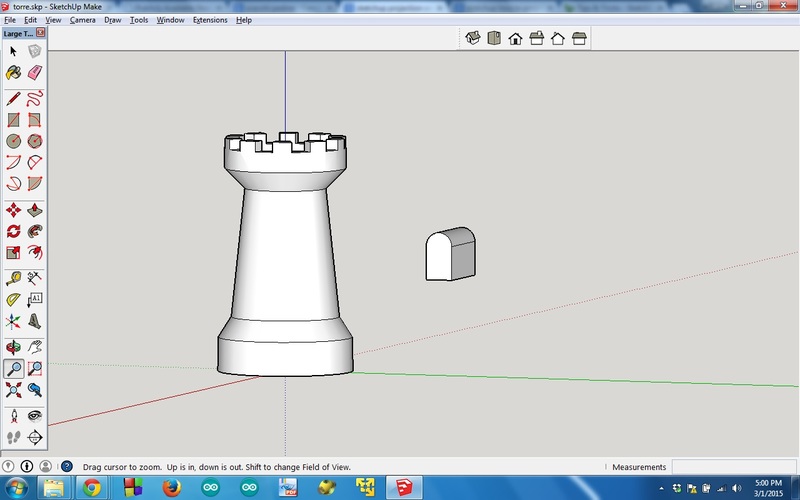 torre.skp - SketchUp Make
File Edit View Camera Draw Tools Window Extensions Help
Large T...
A1
Drag cursor to zoom. Up is in, down is out. Shift to change Field of View.
Measurements
5:00 PM
3/1/2015